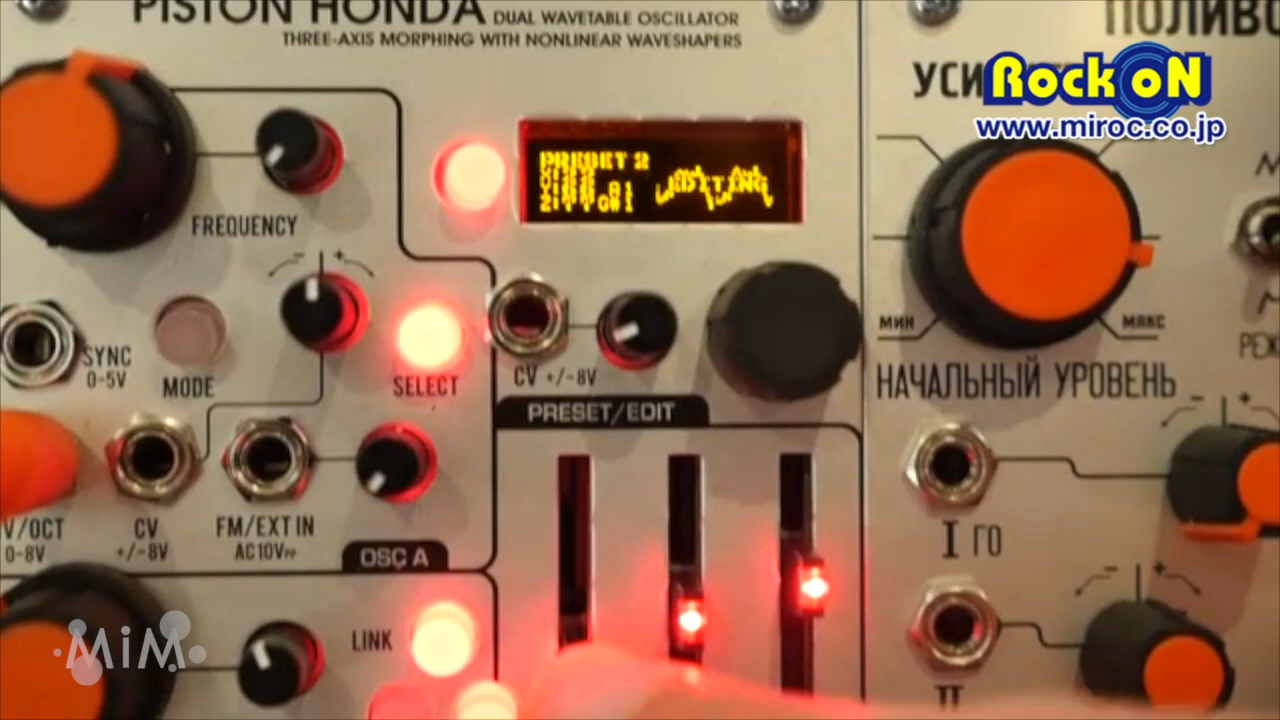 PISTON HONDA DUAL WAVETABLE OSCILLATOR
THREE-AXIS MORPHING WITH NONLINEAR WAVESHAPERS
Rock oN
www.miroc.co.jp
FREQUENCY
PRESET 2
SYNC
0-5V
MODE
SELECT
CV +/-8V
PRESET/EDIT
МИН
МАКС
НАЧАЛЬНЫЙ УРОВЕНЬ
V/OCT
0-8V
CV
+/-8V
FM/EXT IN
AC10Vpp
OSC A
I ГО
LINK
II
MiM